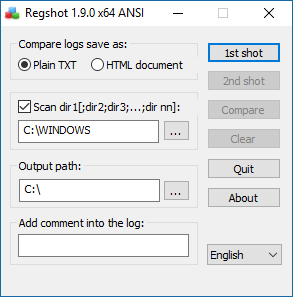 Regshot 1.9.0 x64 ANSI
Compare logs save as:
Plain TXT
HTML document
Scan dir1[;dir2;dir3;...;dir nn]:
C:\WINDOWS
...
Output path:
C:\
...
Add comment into the log:
1st shot
2nd shot
Compare
Clear
Quit
About
English